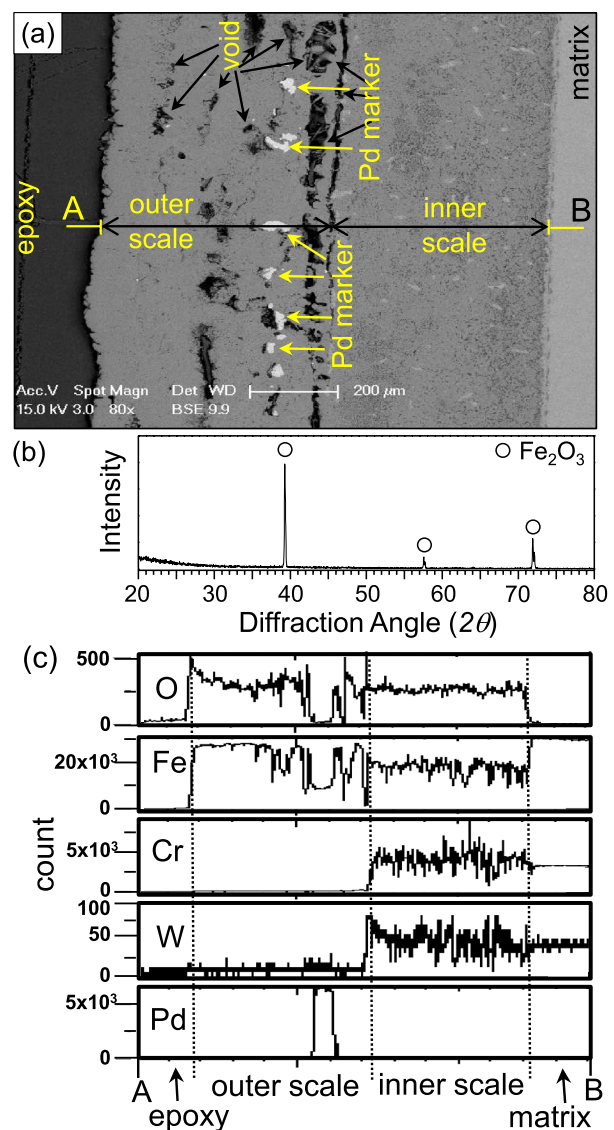 (a)
void
Pd marker
matrix
epoxy
A
outer
scale
inner
scale
B
Pd marker
Acc.V Spot Magn Det WD
15.0 kV 3.0 80x BSE 9.9
200 µm
(b)
Intensity
○ Fe₂O₃
20 30 40 50 60 70 80
Diffraction Angle (2θ)
(c)
count
500
250
0
O
20x10³
0
Fe
5x10³
0
Cr
100
50
0
W
5x10³
0
Pd
A
outer scale
inner scale
B
epoxy
matrix